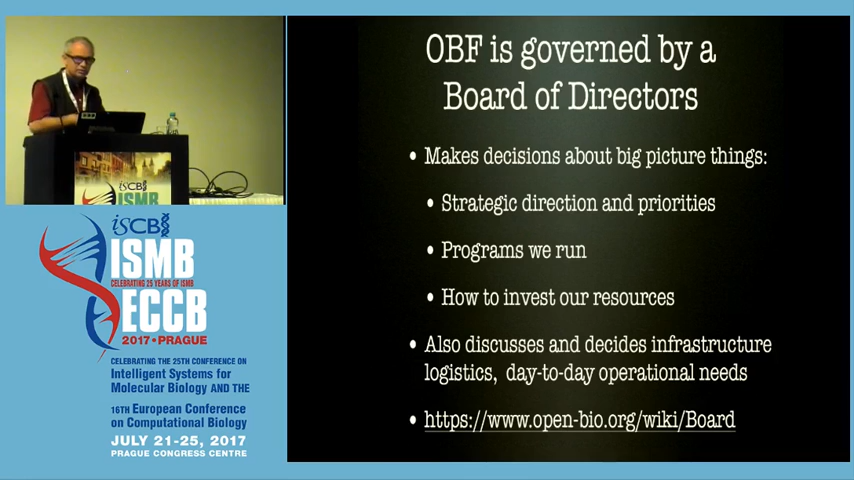 OBF is governed by a
Board of Directors
• Makes decisions about big picture things:
• Strategic direction and priorities
• Programs we run
• How to invest our resources
• Also discusses and decides infrastructure
logistics, day-to-day operational needs
• https://www.open-bio.org/wiki/Board
iSCB
ISMB
iSCB
ISMB
CELEBRATING 25 YEARS OF ISMB
ECCB
2017 • PRAGUE
CELEBRATING THE 25TH CONFERENCE ON
Intelligent Systems for
Molecular Biology AND THE
16TH European Conference
on Computational Biology
JULY 21-25, 2017
PRAGUE CONGRESS CENTRE